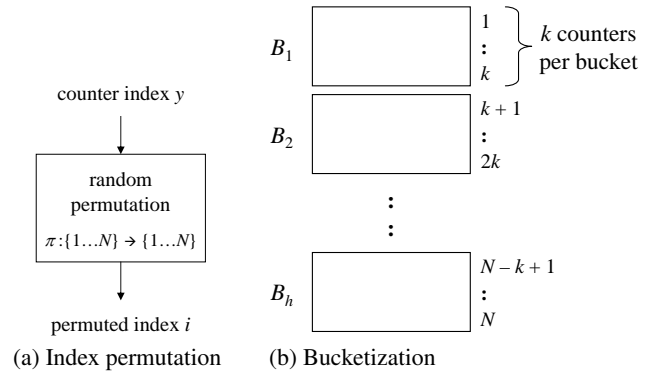 counter index y
random
permutation
π:{1…N} → {1…N}
permuted index i
(a) Index permutation
B1
1
:
k
k counters
per bucket
B2
k + 1
:
2k
:
:
Bh
N – k + 1
:
N
(b) Bucketization